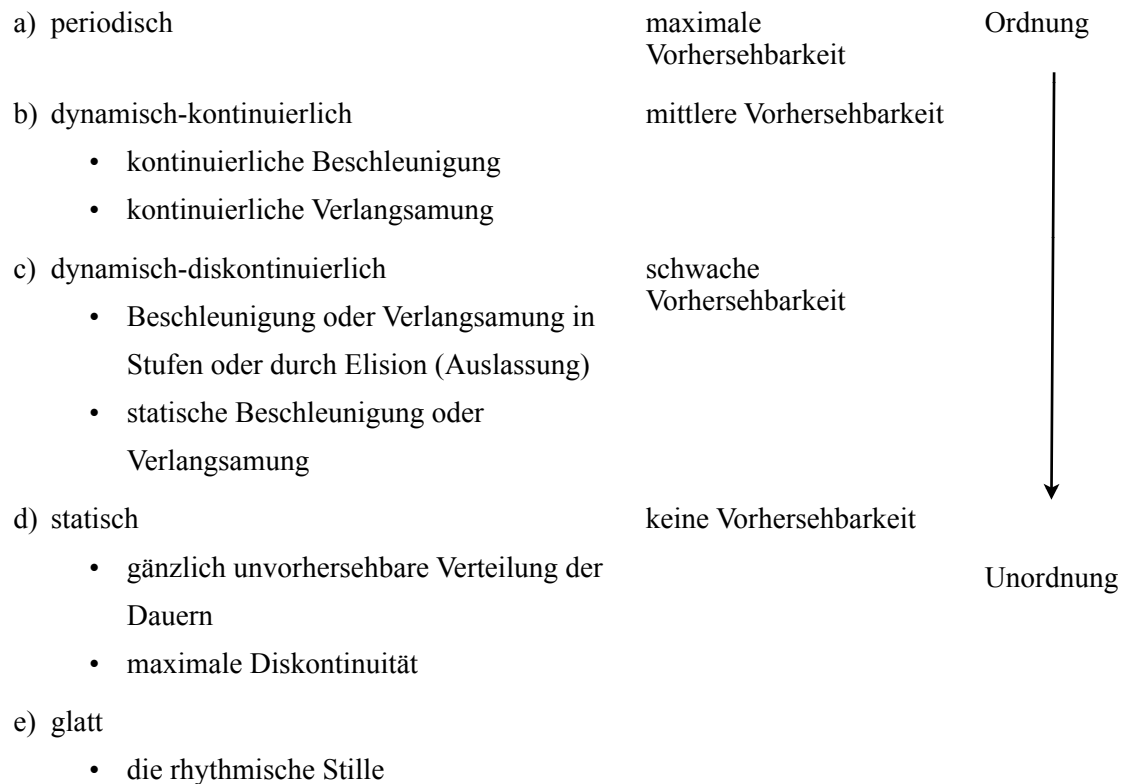 a) periodisch maximale Vorhersehbarkeit Ordnung
b) dynamisch-kontinuierlich mittlere Vorhersehbarkeit
• kontinuierliche Beschleunigung
• kontinuierliche Verlangsamung
c) dynamisch-diskontinuierlich schwache Vorhersehbarkeit
• Beschleunigung oder Verlangsamung in
Stufen oder durch Elision (Auslassung)
• statische Beschleunigung oder
Verlangsamung
d) statisch keine Vorhersehbarkeit
• gänzlich unvorhersehbare Verteilung der
Dauern
Unordnung
• maximale Diskontinuität
e) glatt
• die rhythmische Stille